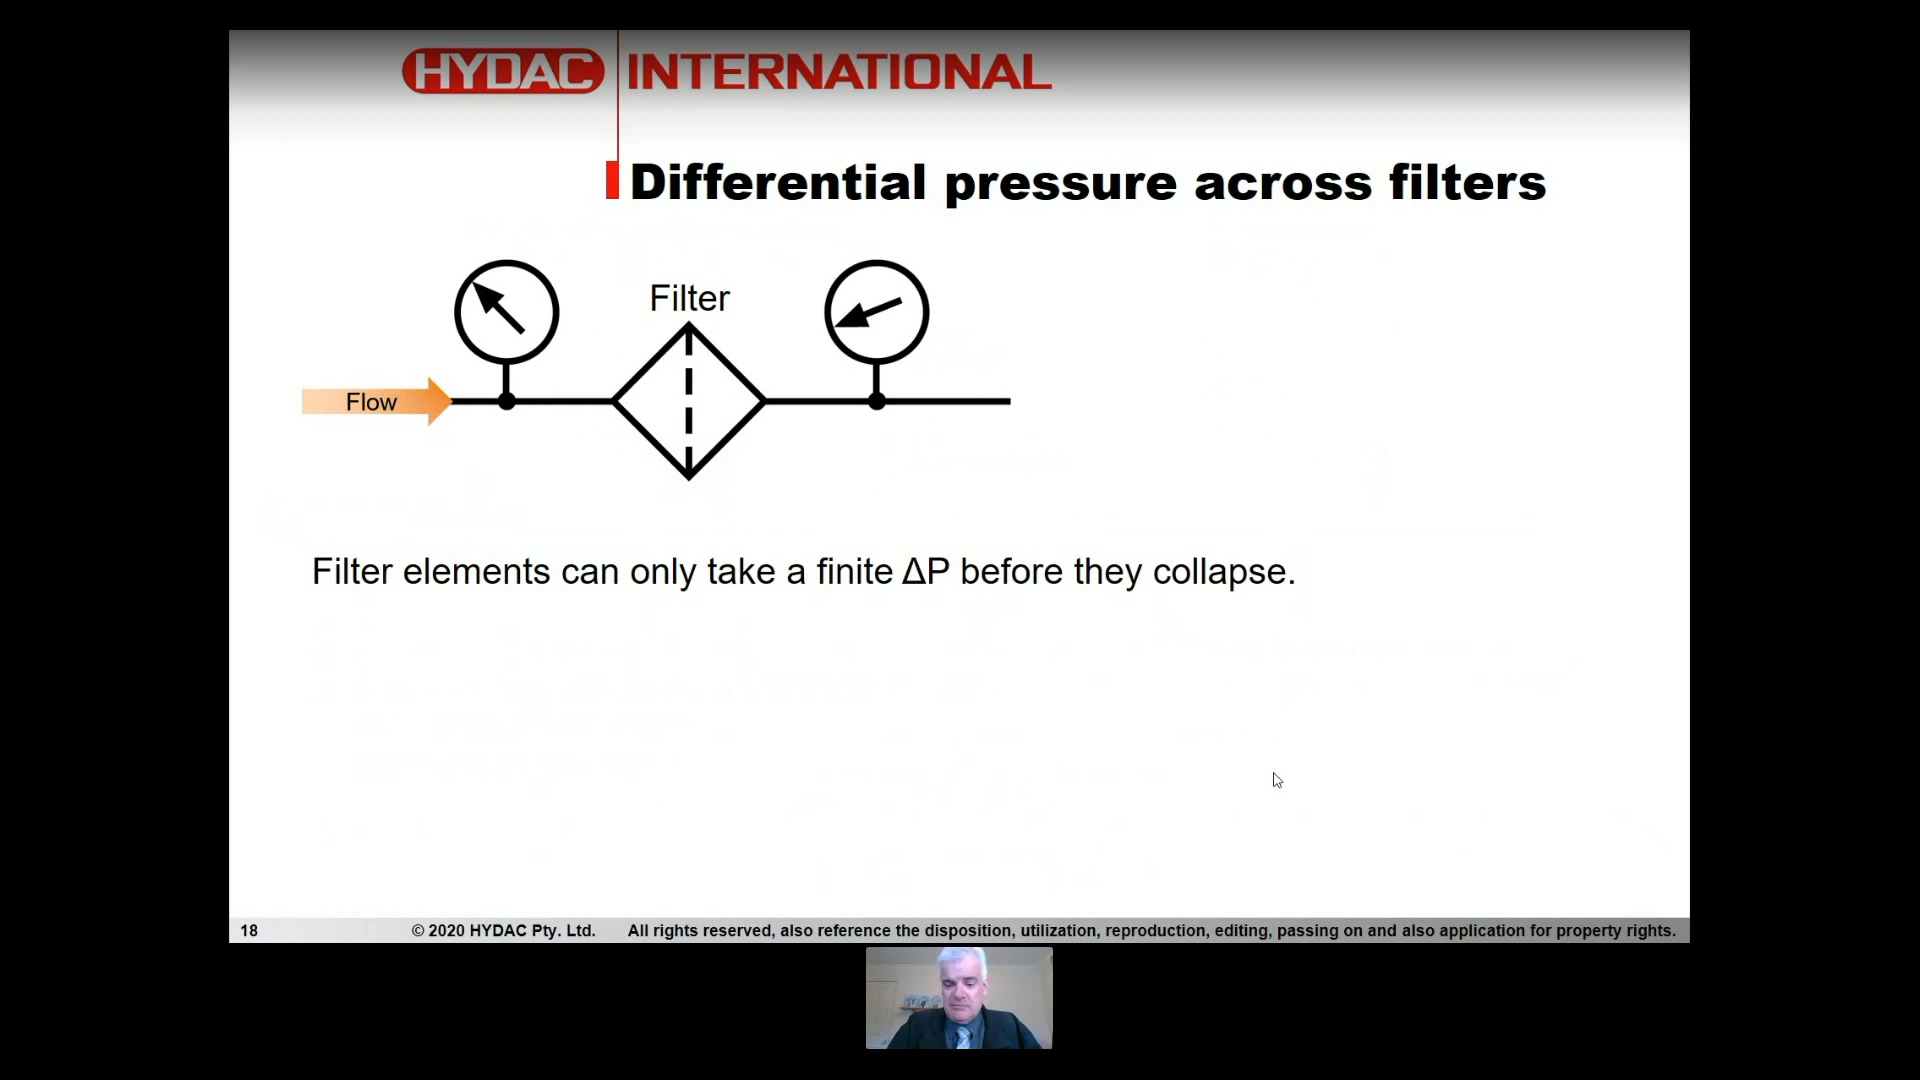 HYDAC INTERNATIONAL
Differential pressure across filters
Filter
Flow
Filter elements can only take a finite ΔP before they collapse.
18 © 2020 HYDAC Pty. Ltd. All rights reserved, also reference the disposition, utilization, reproduction, editing, passing on and also application for property rights.